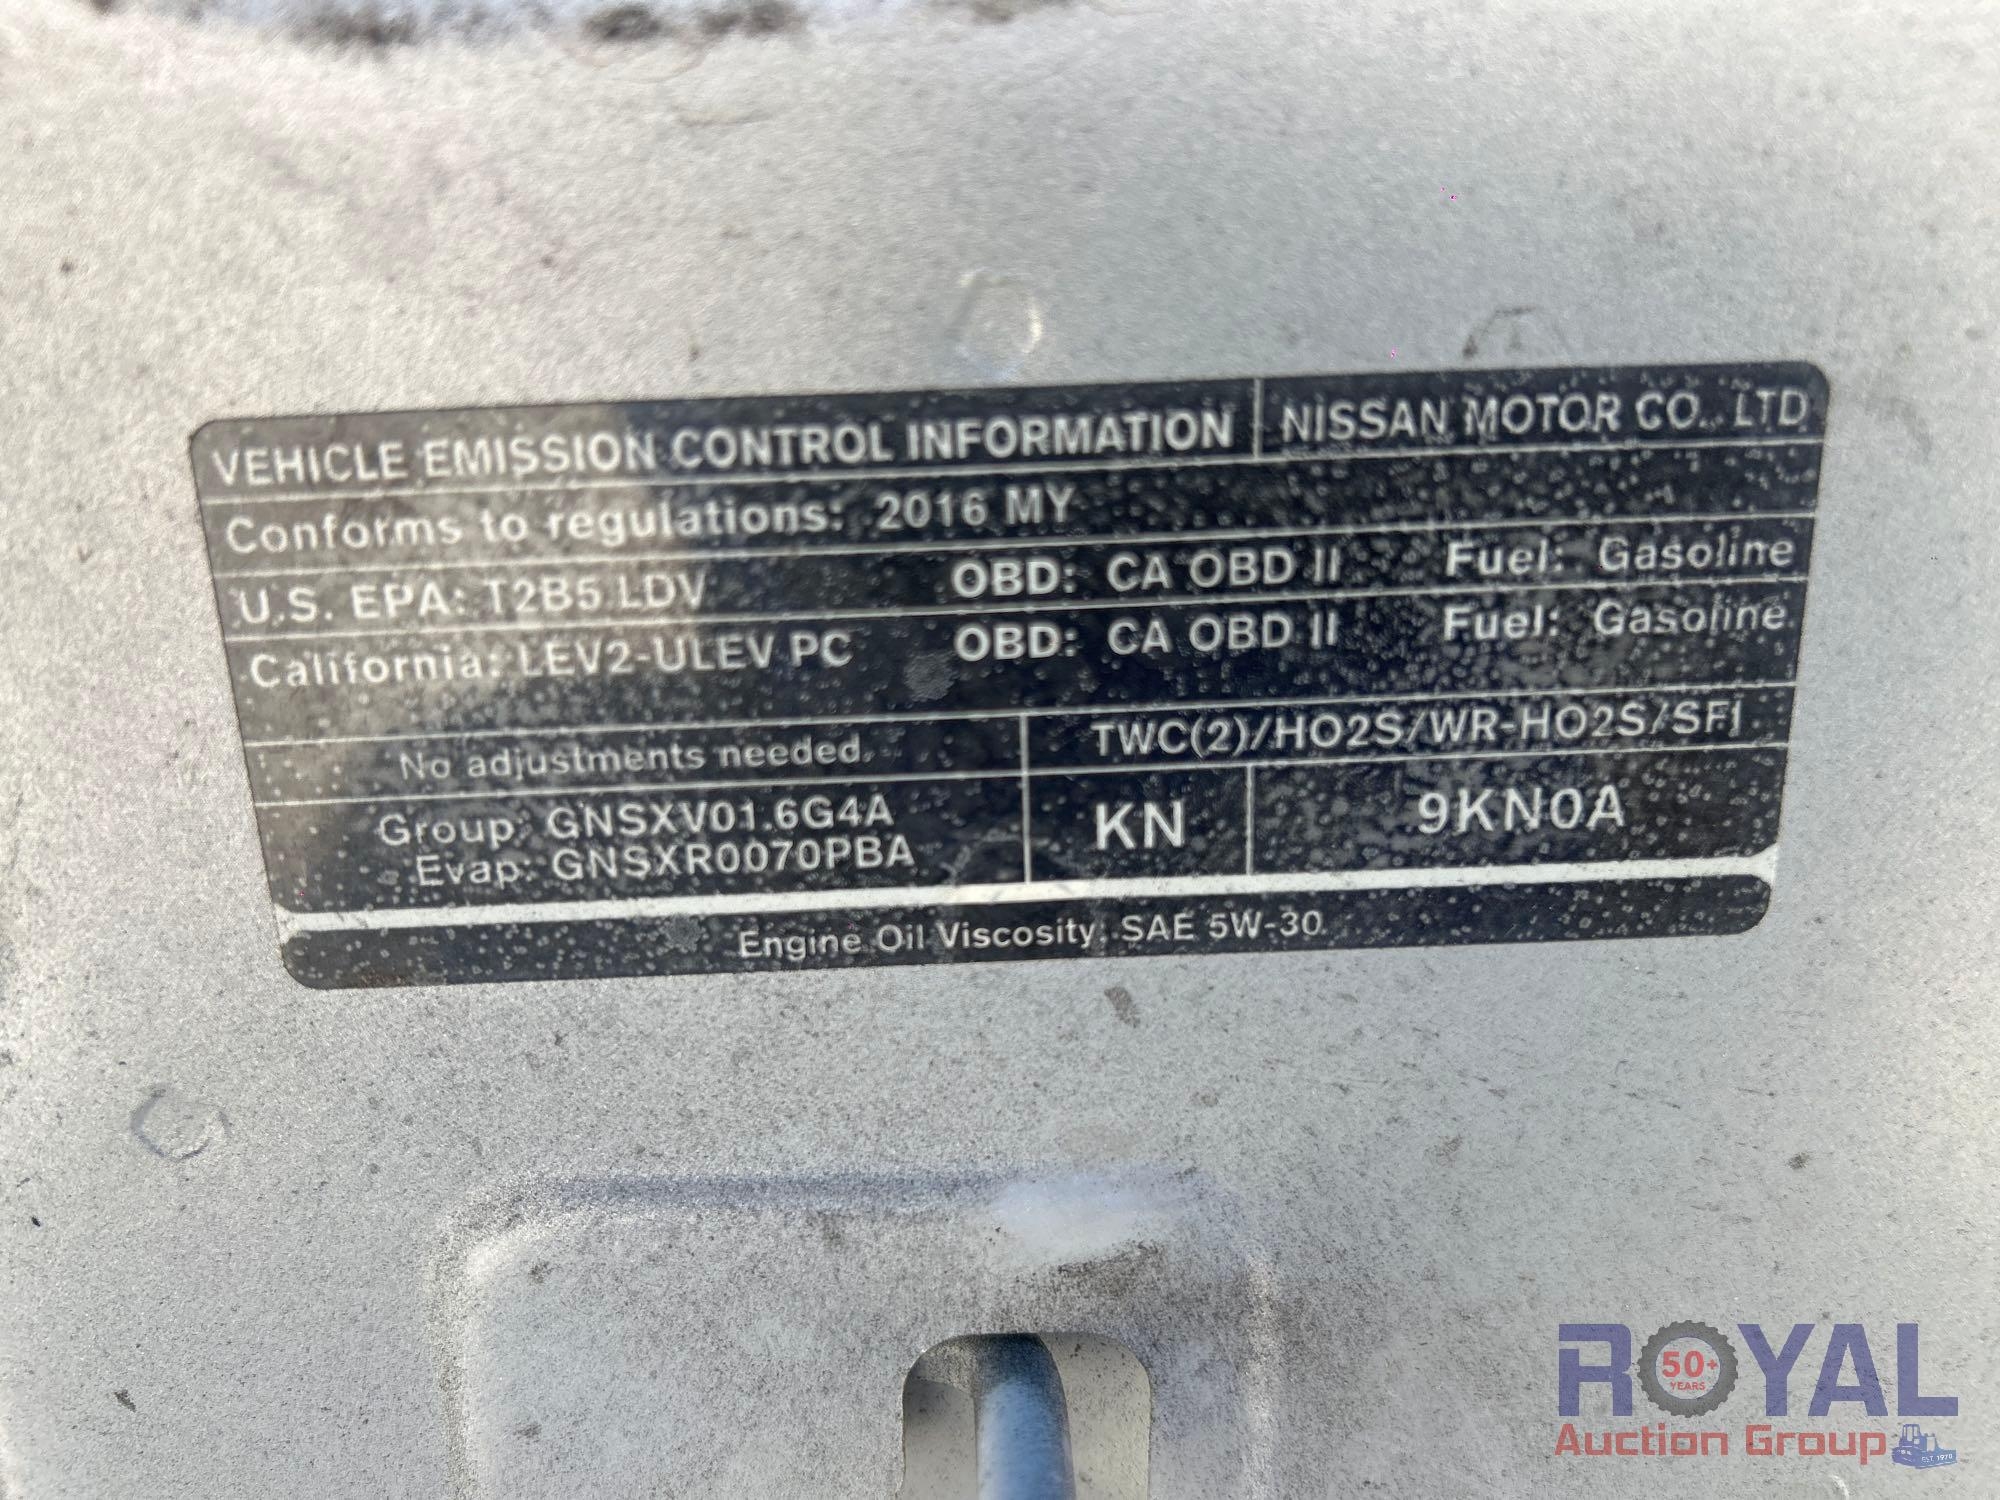 VEHICLE EMISSION CONTROL INFORMATION NISSAN MOTOR CO., LTD
Conforms to regulations: 2016 MY
U.S. EPA: T2B5 LDV OBD: CA OBD II Fuel: Gasoline
California: LEV2-ULEV PC OBD: CA OBD II Fuel: Gasoline
No adjustments needed. TWC(2)/HO2S/WR-HO2S/SFI
Group: GNSXV01.6G4A KN 9KN0A
Evap: GNSXR0070PBA
Engine Oil Viscosity: SAE 5W-30
ROYAL
50+
YEARS
Auction Group
EST. 1970